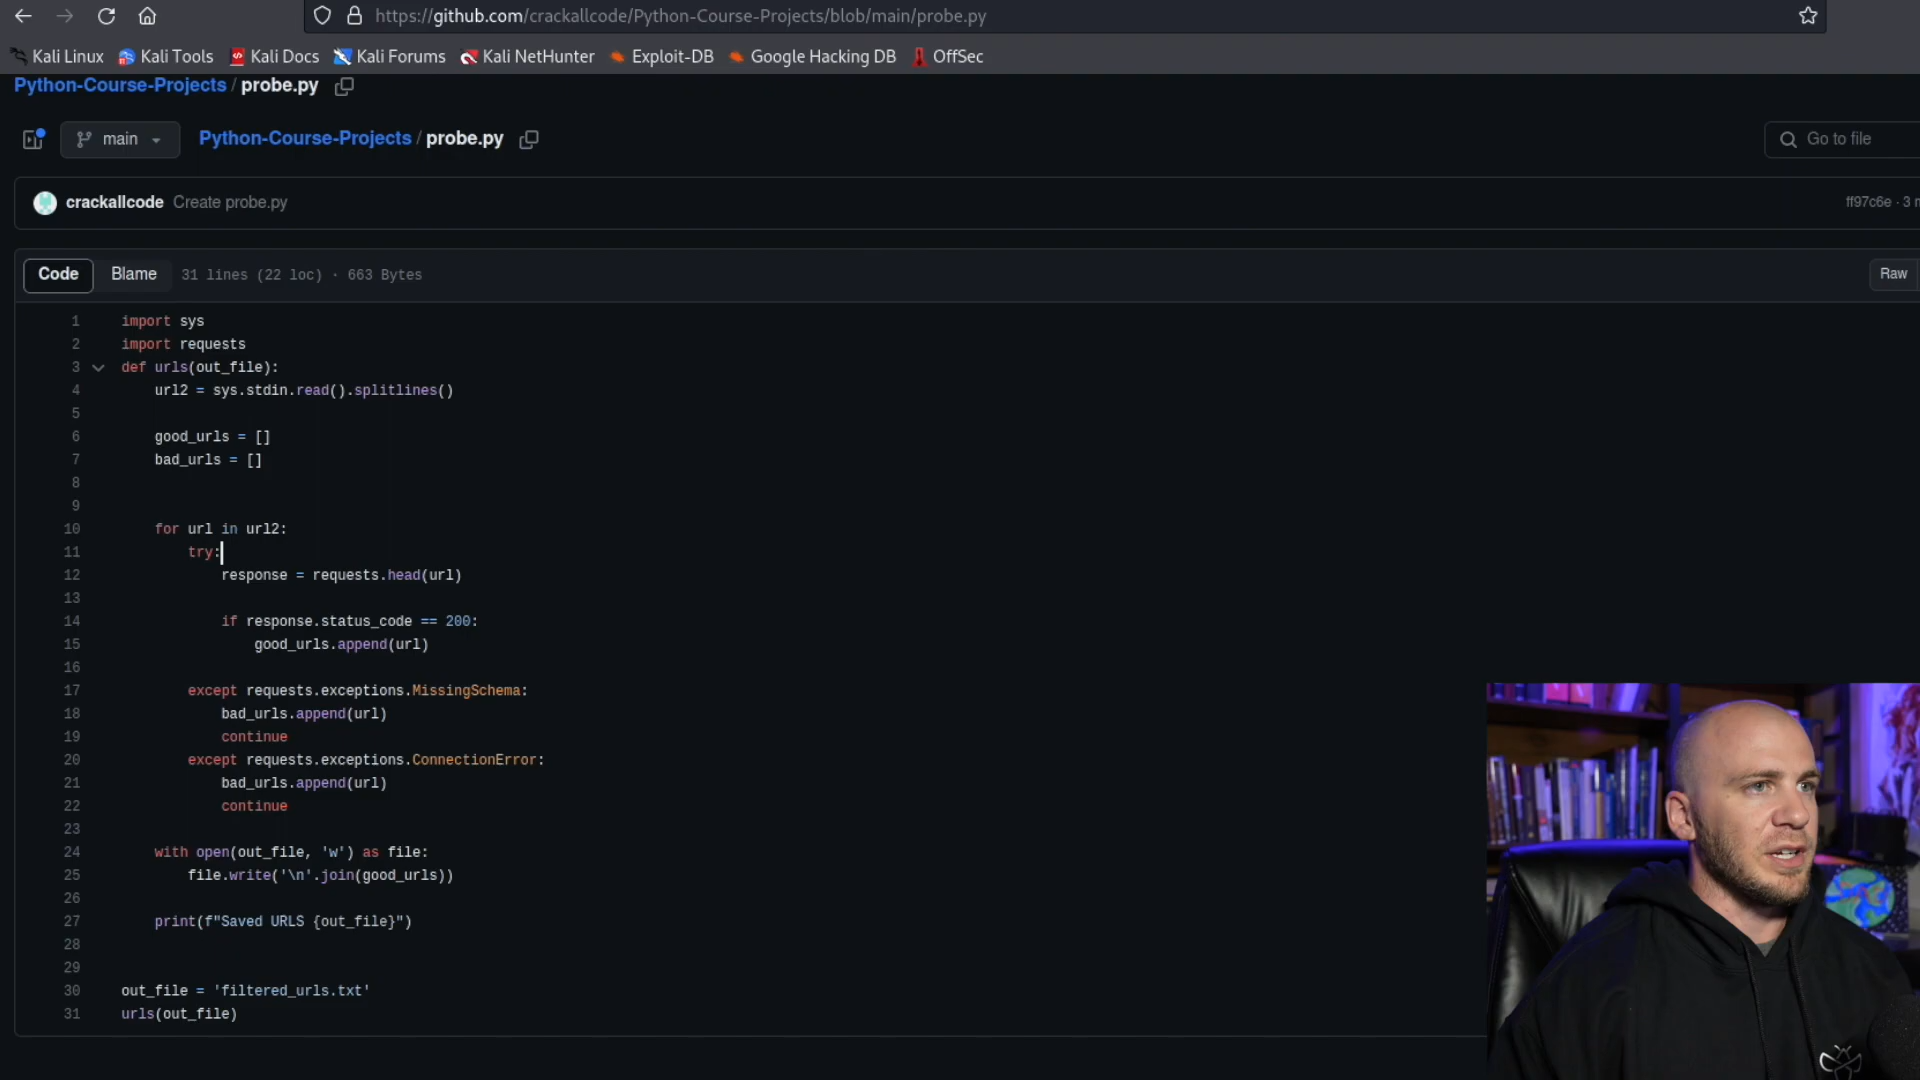 https://github.com/crackallcode/Python-Course-Projects/blob/main/probe.py
Kali Linux Kali Tools Kali Docs Kali Forums Kali NetHunter Exploit-DB Google Hacking DB OffSec
Python-Course-Projects / probe.py
main Python-Course-Projects / probe.py Go to file
crackallcode Create probe.py ff97c6e · 3 m
Code Blame 31 lines (22 loc) · 663 Bytes Raw
1 import sys
2 import requests
3 def urls(out_file):
4 url2 = sys.stdin.read().splitlines()
5
6 good_urls = []
7 bad_urls = []
8
9
10 for url in url2:
11 try:
12 response = requests.head(url)
13
14 if response.status_code == 200:
15 good_urls.append(url)
16
17 except requests.exceptions.MissingSchema:
18 bad_urls.append(url)
19 continue
20 except requests.exceptions.ConnectionError:
21 bad_urls.append(url)
22 continue
23
24 with open(out_file, 'w') as file:
25 file.write('\n'.join(good_urls))
26
27 print(f"Saved URLS {out_file}")
28
29
30 out_file = 'filtered_urls.txt'
31 urls(out_file)